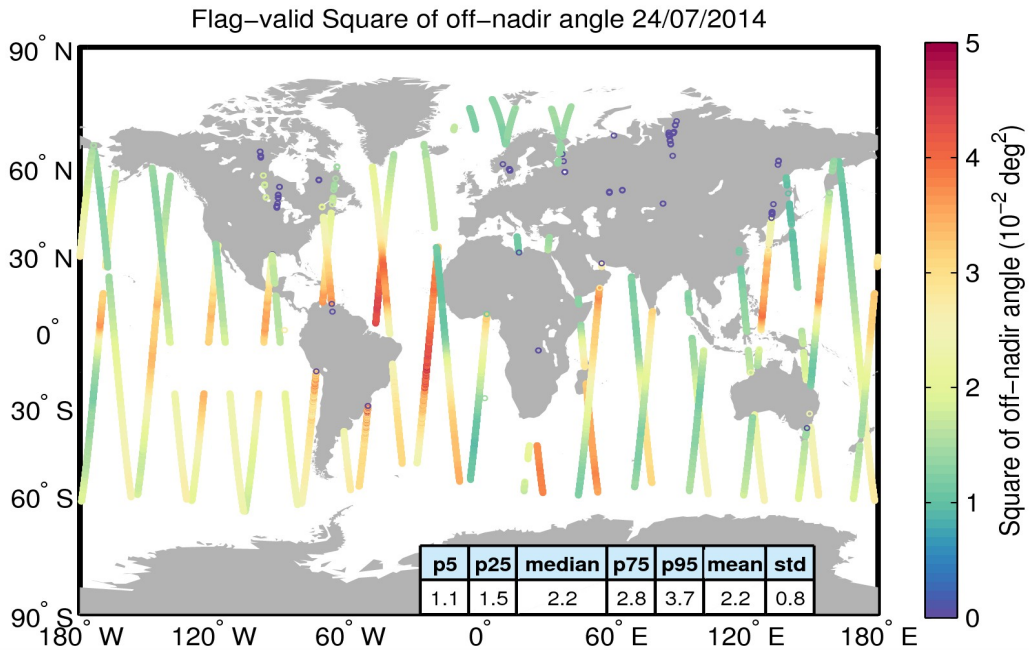 Flag−valid Square of off−nadir angle 24/07/2014
90° N
60° N
30° N
0°
30° S
60° S
90° S
180° W
120° W
60° W
0°
60° E
120° E
180° E
p5 p25 median p75 p95 mean std
1.1 1.5 2.2 2.8 3.7 2.2 0.8
5
4
3
2
1
0
Square of off−nadir angle (10⁻² deg²)